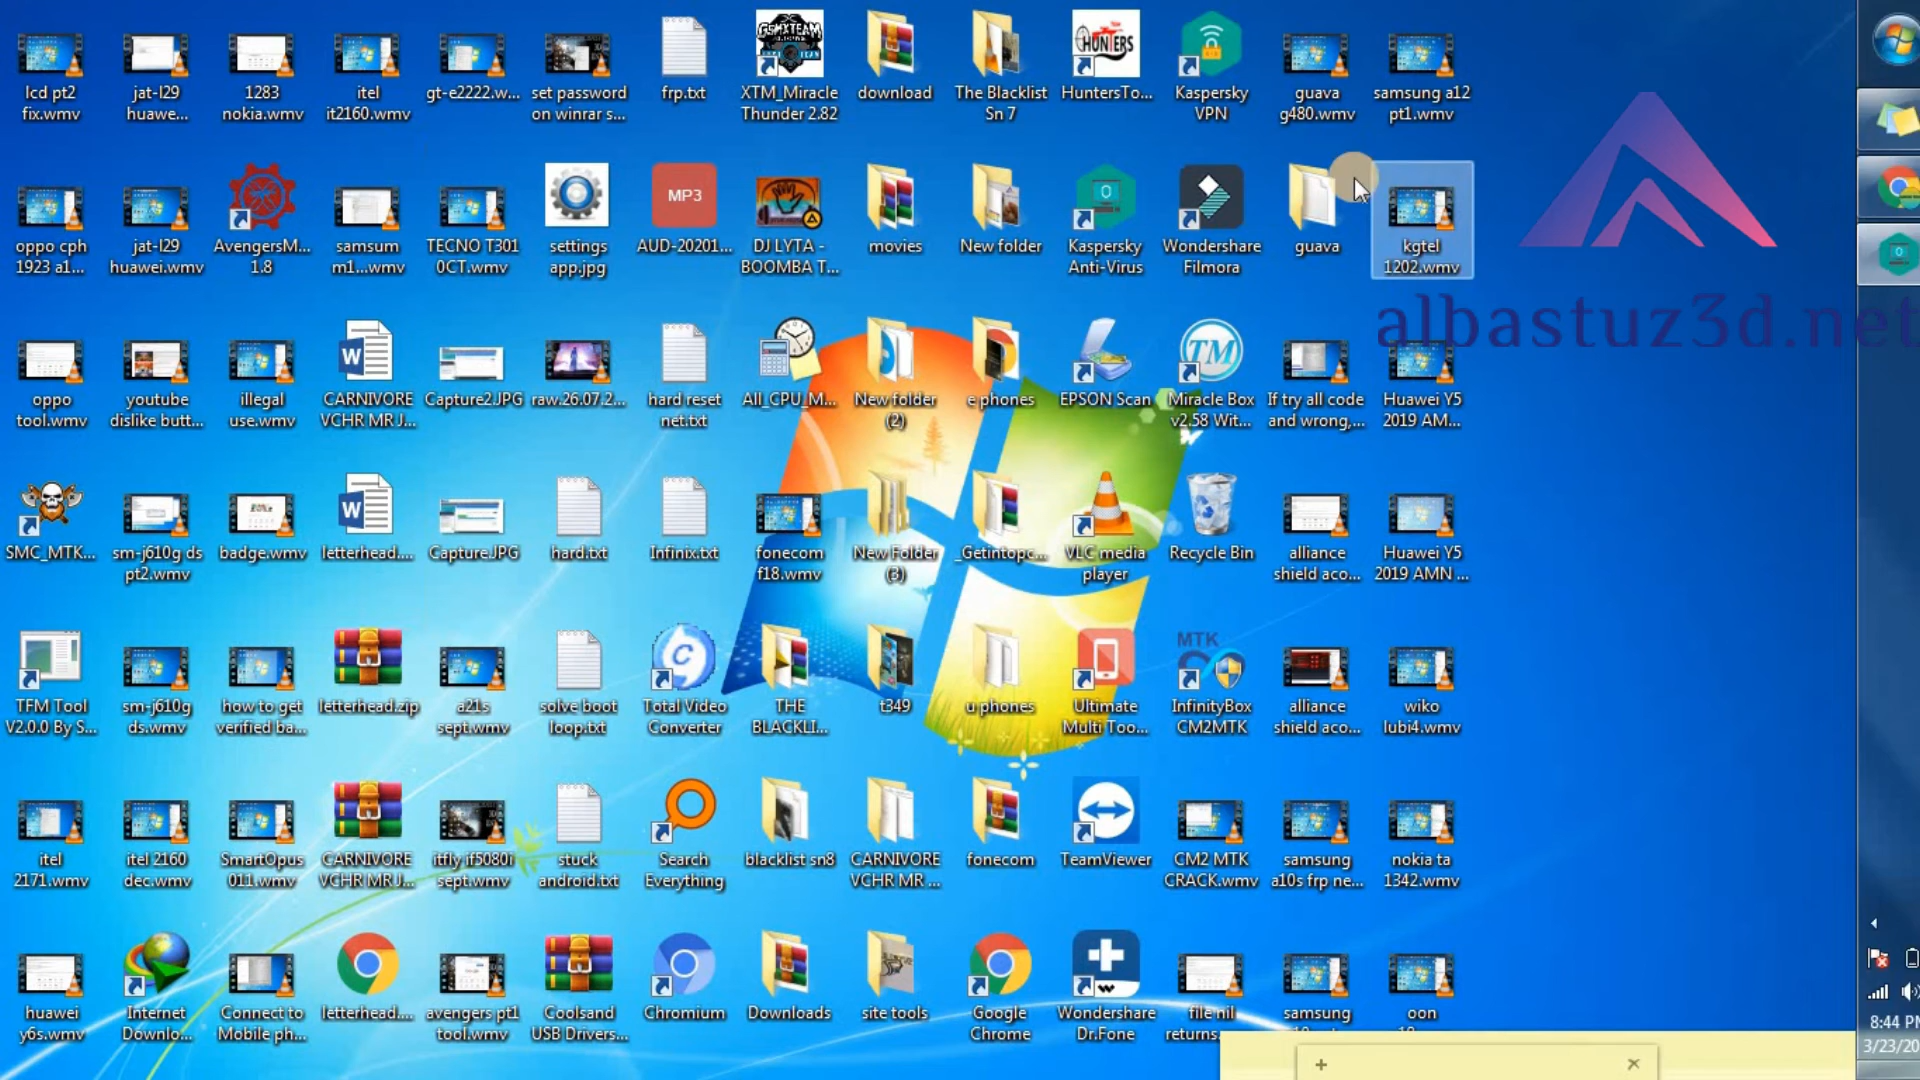 lcd pt2
fix.wmv
jat-l29
huawe...
1283
nokia.wmv
itel
it2160.wmv
gt-e2222.w...
set password
on winrar s...
frp.txt
XTM_Miracle
Thunder 2.82
download
The Blacklist
Sn 7
HUNTERS
HuntersTo...
Kaspersky
VPN
guava
g480.wmv
samsung a12
pt1.wmv
oppo cph
1923 a1...
jat-l29
huawei.wmv
AvengersM...
1.8
samsum
m1...wmv
TECNO T301
0CT.wmv
settings
app.jpg
MP3
AUD-20201...
DJ LYTA -
BOOMBA T...
movies
New folder
Kaspersky
Anti-Virus
Wondershare
Filmora
guava
kgtel
1202.wmv
albastuz3d.net
oppo
tool.wmv
youtube
dislike butt...
illegal
use.wmv
CARNIVORE
VCHR MR J...
Capture2.JPG
raw.26.07.2...
hard reset
net.txt
All_CPU_M...
New folder
(2)
e phones
EPSON Scan
TM
Miracle Box
v2.58 Wit...
If try all code
and wrong,...
Huawei Y5
2019 AM...
SMC_MTK...
sm-j610g ds
pt2.wmv
badge.wmv
letterhead....
Capture.JPG
hard.txt
Infinix.txt
fonecom
f18.wmv
New Folder
(3)
_Getintopc...
VLC media
player
Recycle Bin
alliance
shield aco...
Huawei Y5
2019 AMN ...
TFM Tool
V2.0.0 By S...
sm-j610g
ds.wmv
how to get
verified ba...
letterhead.zip
a21s
sept.wmv
solve boot
loop.txt
Total Video
Converter
THE
BLACKLI...
t349
u phones
Ultimate
Multi Too...
MTK
InfinityBox
CM2MTK
alliance
shield aco...
wiko
lubi4.wmv
itel
2171.wmv
itel 2160
dec.wmv
SmartOpus
011.wmv
CARNIVORE
VCHR MR J...
itfly if5080i
sept.wmv
stuck
android.txt
Search
Everything
blacklist sn8
CARNIVORE
VCHR MR ...
fonecom
TeamViewer
CM2 MTK
CRACK.wmv
samsung
a10s frp ne...
nokia ta
1342.wmv
huawei
y6s.wmv
Internet
Downlo...
Connect to
Mobile ph...
letterhead....
avengers pt1
tool.wmv
Coolsand
USB Drivers...
Chromium
Downloads
site tools
Google
Chrome
Wondershare
Dr.Fone
file nil
returns.
samsung
oon
8:44 PM
3/23/20